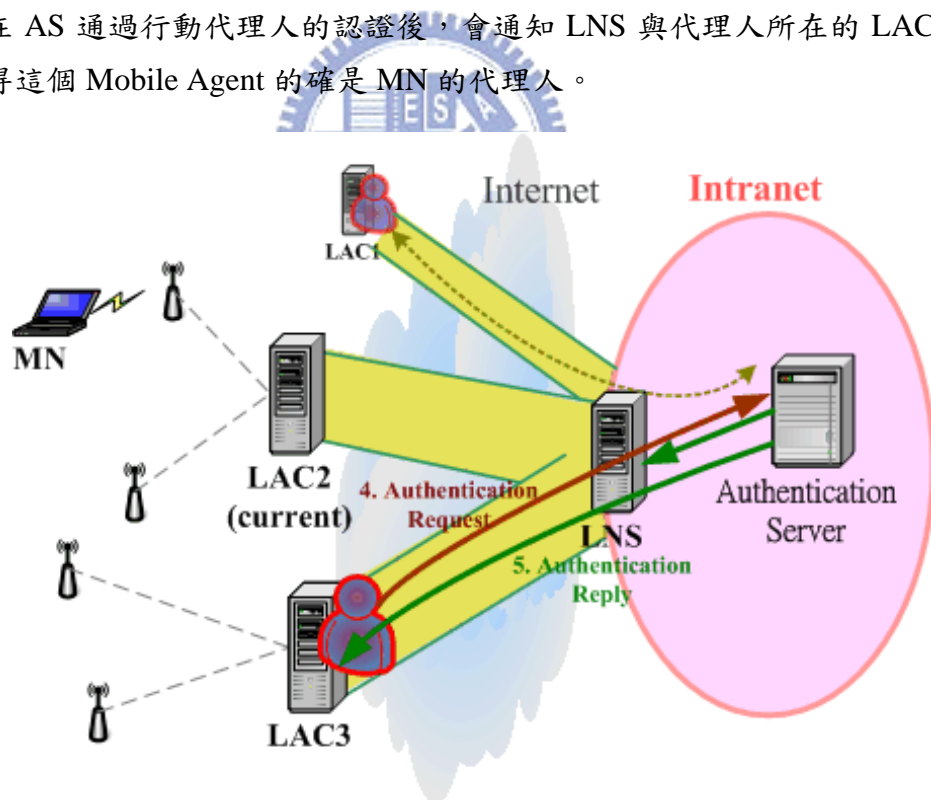 在 AS 通過行動代理人的認證後，會通知 LNS 與代理人所在的 LAC
得這個 Mobile Agent 的確是 MN 的代理人。
ES
A
Internet
Intranet
LAC1
MN
LAC2
(current)
4. Authentication
Request
LNS
Authentication
Server
5. Authentication
Reply
LAC3